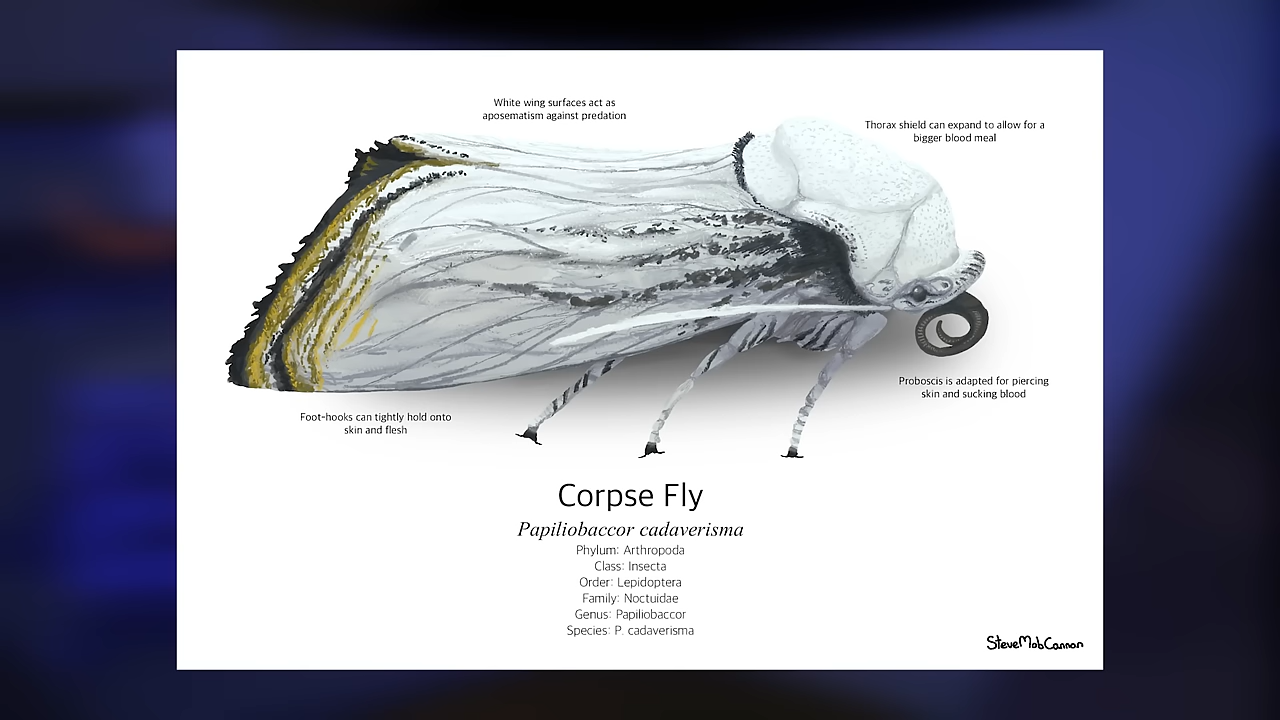 White wing surfaces act as
aposematism against predation
Thorax shield can expand to allow for a
bigger blood meal
Proboscis is adapted for piercing
skin and sucking blood
Foot-hooks can tightly hold onto
skin and flesh
Corpse Fly
Papiliobaccor cadaverisma
Phylum: Arthropoda
Class: Insecta
Order: Lepidoptera
Family: Noctuidae
Genus: Papiliobaccor
Species: P. cadaverisma
SteveMobCannon